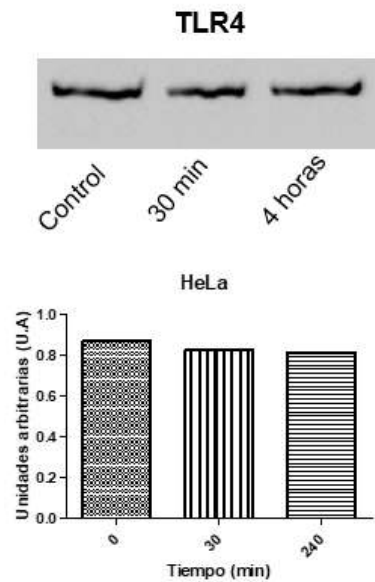 TLR4
Control
30 min
4 horas
HeLa
Unidades arbitrarias (U.A)
1.0
0.8
0.6
0.4
0.2
0.0
0
30
240
Tiempo (min)